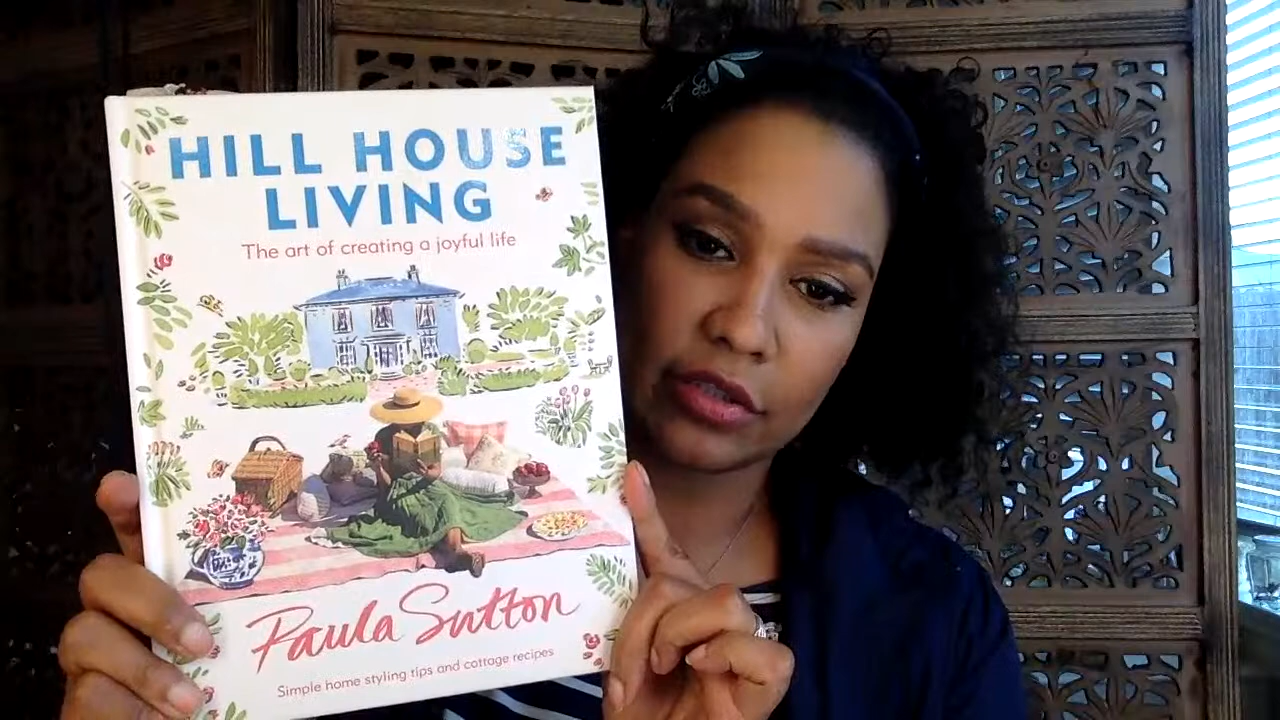 HILL HOUSE
LIVING
The art of creating a joyful life
Paula Sutton
Simple home styling tips and cottage recipes